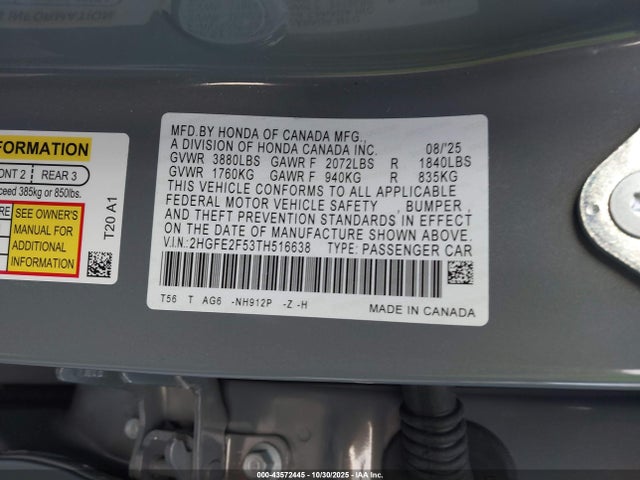 MFD.BY HONDA OF CANADA MFG.,
A DIVISION OF HONDA CANADA INC. 08/'25
GVWR 3880LBS GAWR F 2072LBS R 1840LBS
GVWR 1760KG GAWR F 940KG R 835KG
THIS VEHICLE CONFORMS TO ALL APPLICABLE
FEDERAL MOTOR VEHICLE SAFETY, BUMPER,
AND THEFT PREVENTION STANDARDS IN EFFECT
ON THE DATE OF MANUFACTURE SHOWN ABOVE.
V.I.N.: 2HGFE2F53TH516638 TYPE: PASSENGER CAR
T56 T AG6 -NH912P -Z -H
MADE IN CANADA
FORMATION
ONT 2 REAR 3
ceed 385kg or 850lbs.
RE
SEE OWNER'S
MANUAL FOR
ADDITIONAL
INFORMATION
T20 A1
000-43572445 - 10/30/2025 - IAA, Inc.